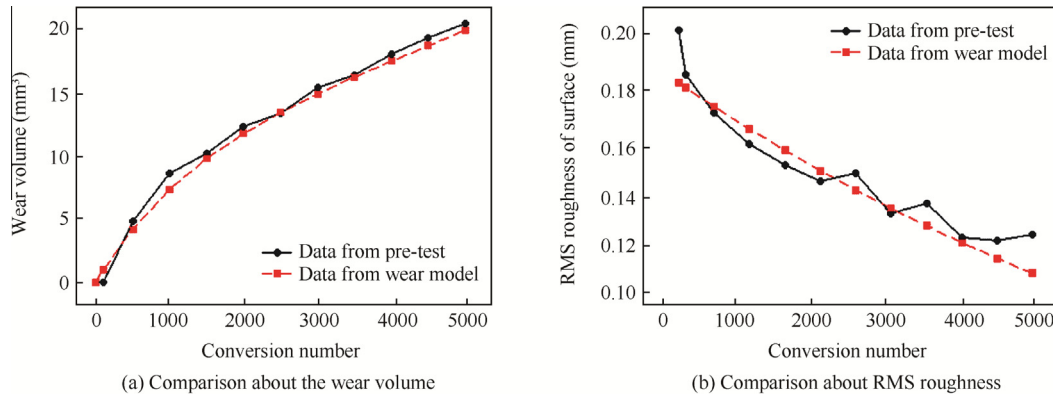 Wear volume (mm³)
20
15
10
5
0
Data from pre-test
Data from wear model
0 1000 2000 3000 4000 5000
Conversion number
(a) Comparison about the wear volume
RMS roughness of surface (mm)
0.20
0.18
0.16
0.14
0.12
0.10
Data from pre-test
Data from wear model
0 1000 2000 3000 4000 5000
Conversion number
(b) Comparison about RMS roughness